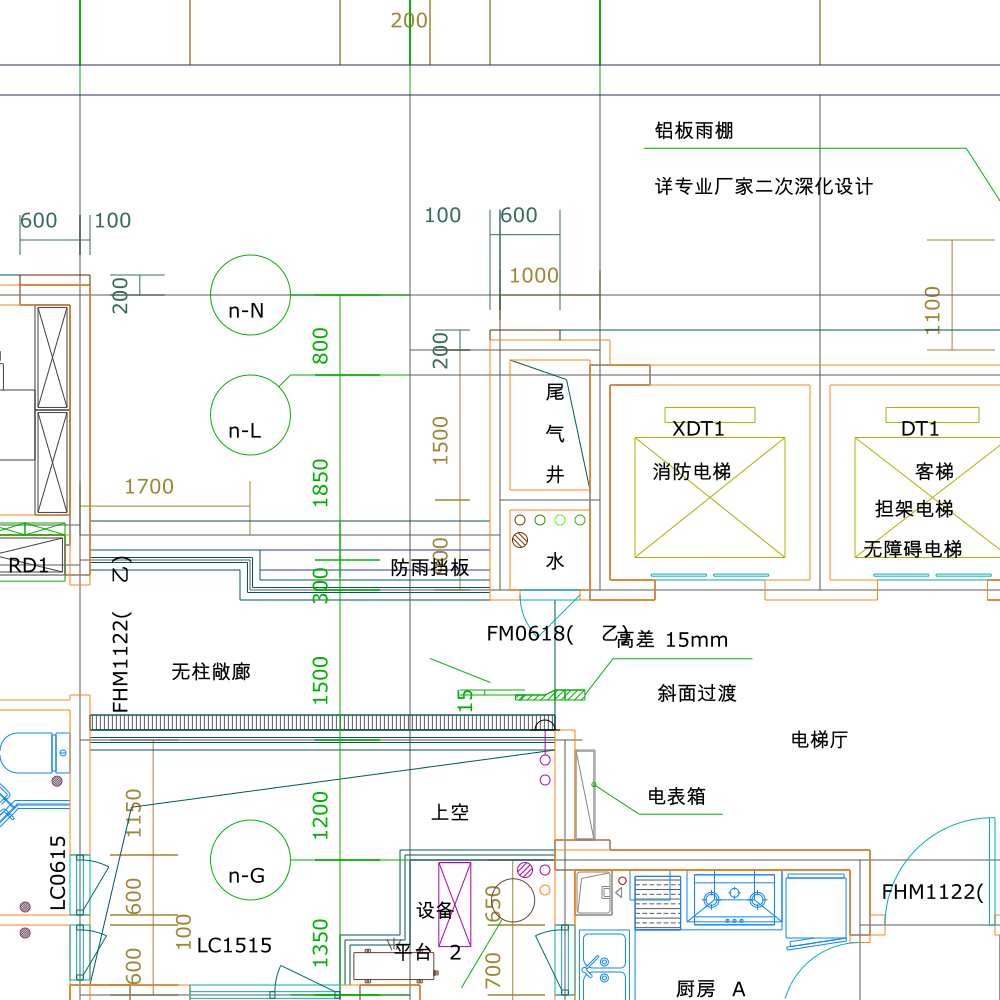 200
铝板雨棚
详专业厂家二次深化设计
600
100
100
600
1000
200
n-N
1100
800
200
尾
气
井
n-L
XDT1
DT1
1500
消防电梯
客梯
1700
1850
担架电梯
无障碍电梯
RD1
防雨挡板
水
300
FHM1122(
乙)
FM0618(
乙)
高差 15mm
无柱敞廊
1500
15
斜面过渡
电梯厅
电表箱
1150
1200
上空
LC0615
n-G
600
设备
650
FHM1122(
100
LC1515
1350
平台 2
600
700
厨房 A